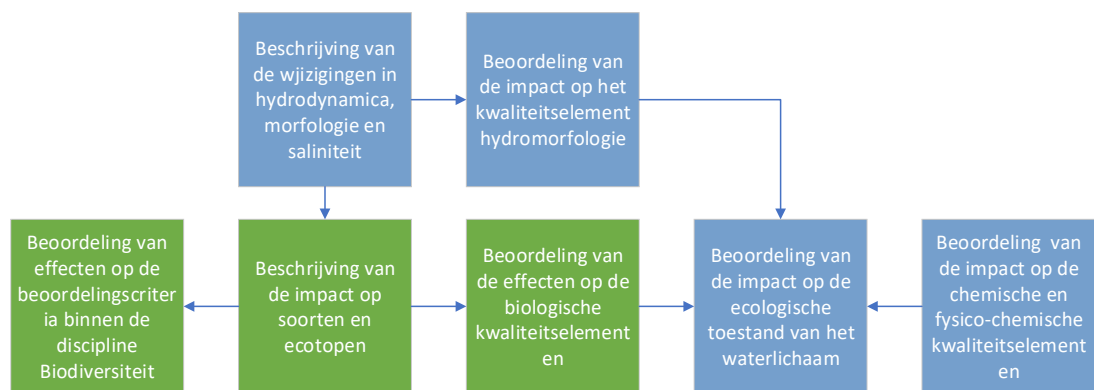 Beschrijving van
de wjizigingen in
hydrodynamica,
morfologie en
saliniteit
Beoordeling van
de impact op het
kwaliteitselement
hydromorfologie
Beoordeling van
effecten op de
beoordelingscriter
ia binnen de
discipline
Biodiversiteit
Beschrijving van
de impact op
soorten en
ecotopen
Beoordeling van
de effecten op de
biologische
kwaliteitselement
en
Beoordeling van
de impact op de
ecologische
toestand van het
waterlichaam
Beoordeling van
de impact op de
chemische en
fysico-chemische
kwaliteitselement
en